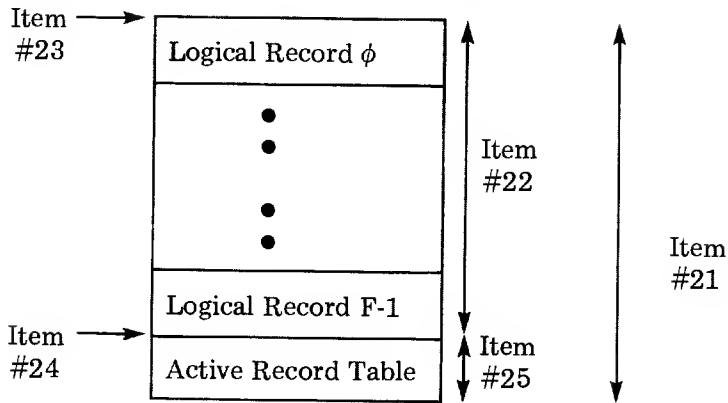 Item
#23
Logical Record ϕ
Item
#22
Item
#21
Logical Record F-1
Item
#24
Active Record Table
Item
#25